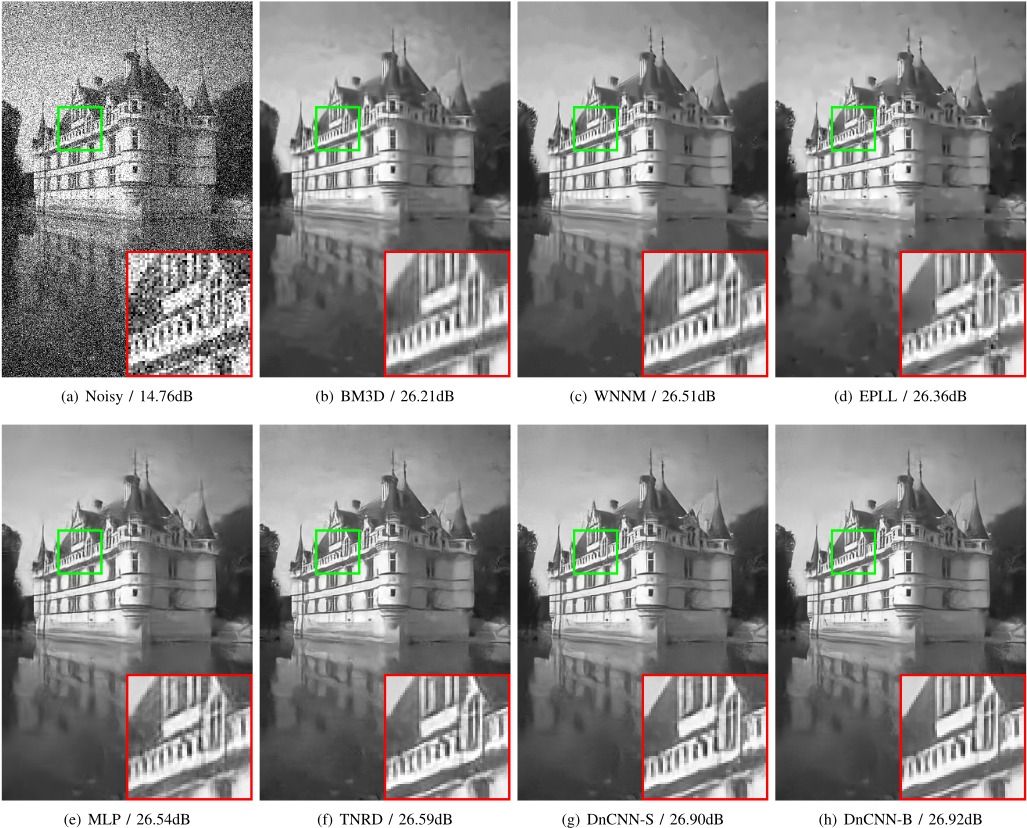 (a) Noisy / 14.76dB
(b) BM3D / 26.21dB
(c) WNNM / 26.51dB
(d) EPLL / 26.36dB
(e) MLP / 26.54dB
(f) TNRD / 26.59dB
(g) DnCNN-S / 26.90dB
(h) DnCNN-B / 26.92dB